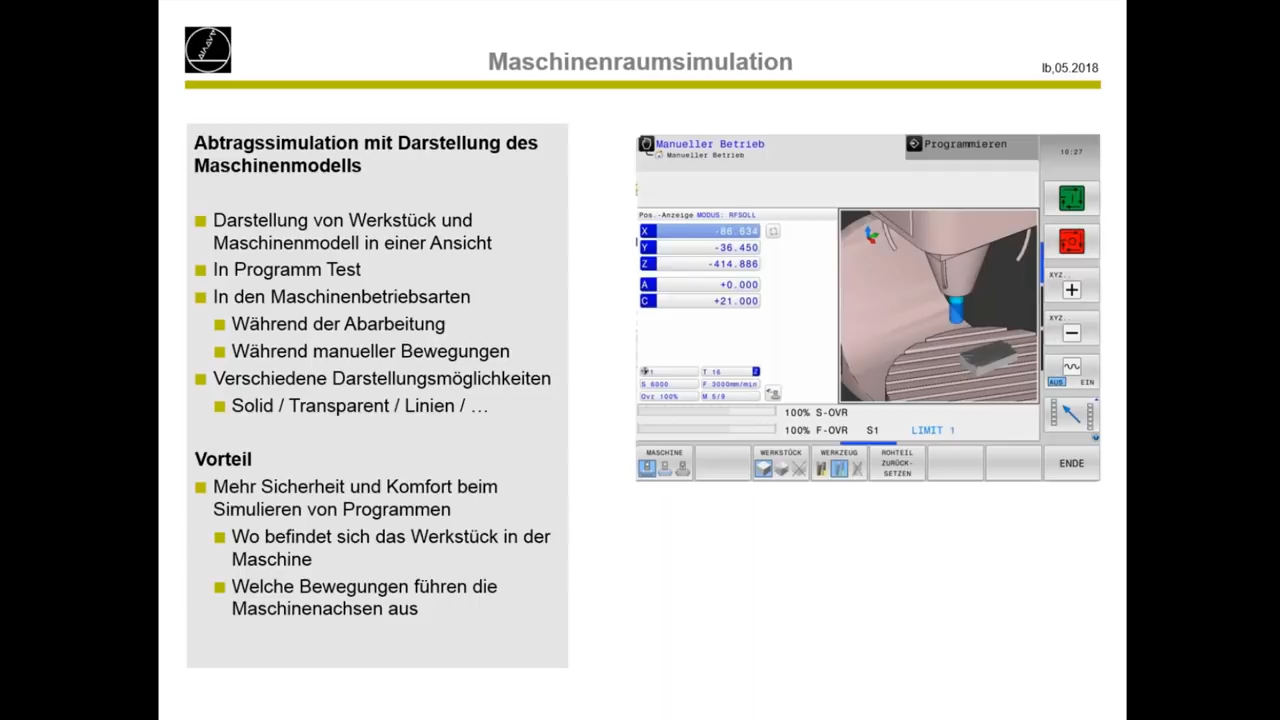 Maschinenraumsimulation
lb,05.2018
Abtragssimulation mit Darstellung des
Maschinenmodells
Darstellung von Werkstück und
Maschinenmodell in einer Ansicht
In Programm Test
In den Maschinenbetriebsarten
Während der Abarbeitung
Während manueller Bewegungen
Verschiedene Darstellungsmöglichkeiten
Solid / Transparent / Linien / …
Vorteil
Mehr Sicherheit und Komfort beim
Simulieren von Programmen
Wo befindet sich das Werkstück in der
Maschine
Welche Bewegungen führen die
Maschinenachsen aus
Manueller Betrieb
Manueller Betrieb
Programmieren
10:27
Pos.-Anzeige MODUS: RFSOLL
X -86.634
Y -36.450
Z -414.886
A +0.000
C +21.000
1 T 16 Z
S 6000 F 3000mm/min
Ovr 100% M 5/9
100% S-OVR
100% F-OVR S1 LIMIT 1
XYZ..
+
XYZ..
−
AUS EIN
MASCHINE
WERKSTÜCK
WERKZEUG
ROHTEIL
ZURÜCK-
SETZEN
ENDE